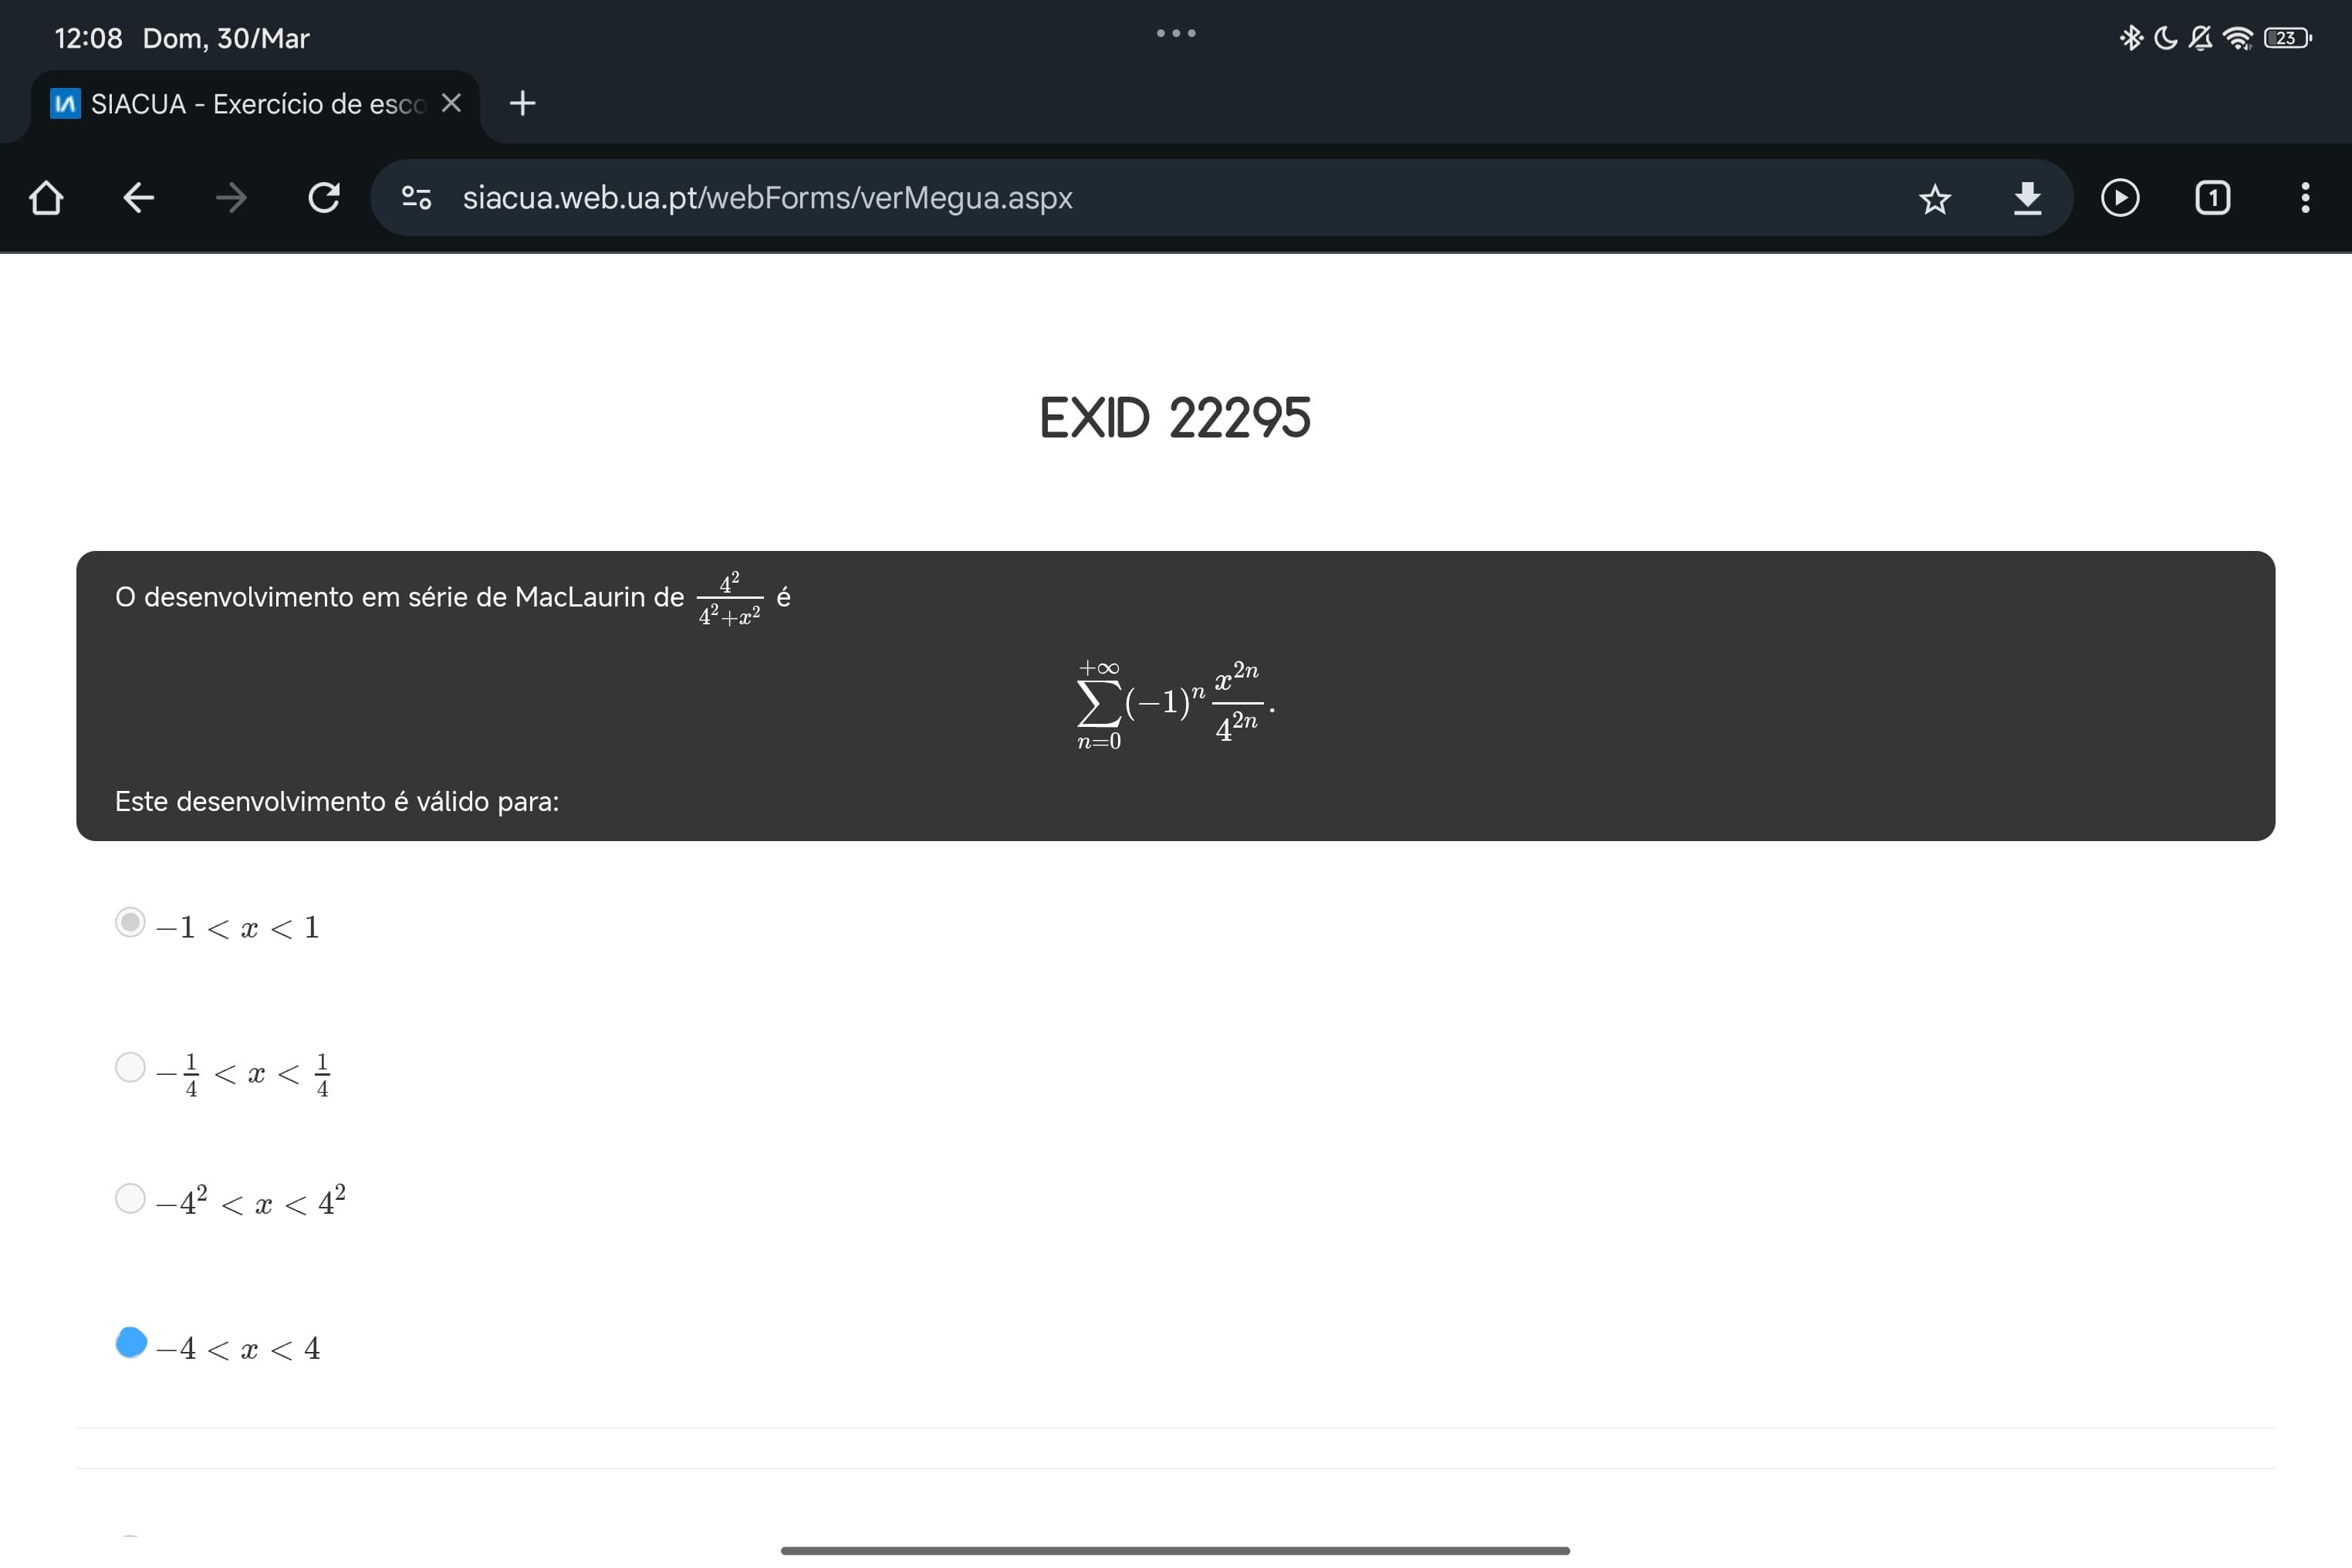 12:08 Dom, 30/Mar
23
SIACUA - Exercício de esco
siacua.web.ua.pt/webForms/verMegua.aspx
1
EXID 22295
O desenvolvimento em série de MacLaurin de $\frac{4^2}{4^2+x^2}$ é
$\sum_{n=0}^{+\infty}(-1)^n\frac{x^{2n}}{4^{2n}}.$
Este desenvolvimento é válido para:
$-1 < x < 1$
$-\frac{1}{4} < x < \frac{1}{4}$
$-4^2 < x < 4^2$
$-4 < x < 4$